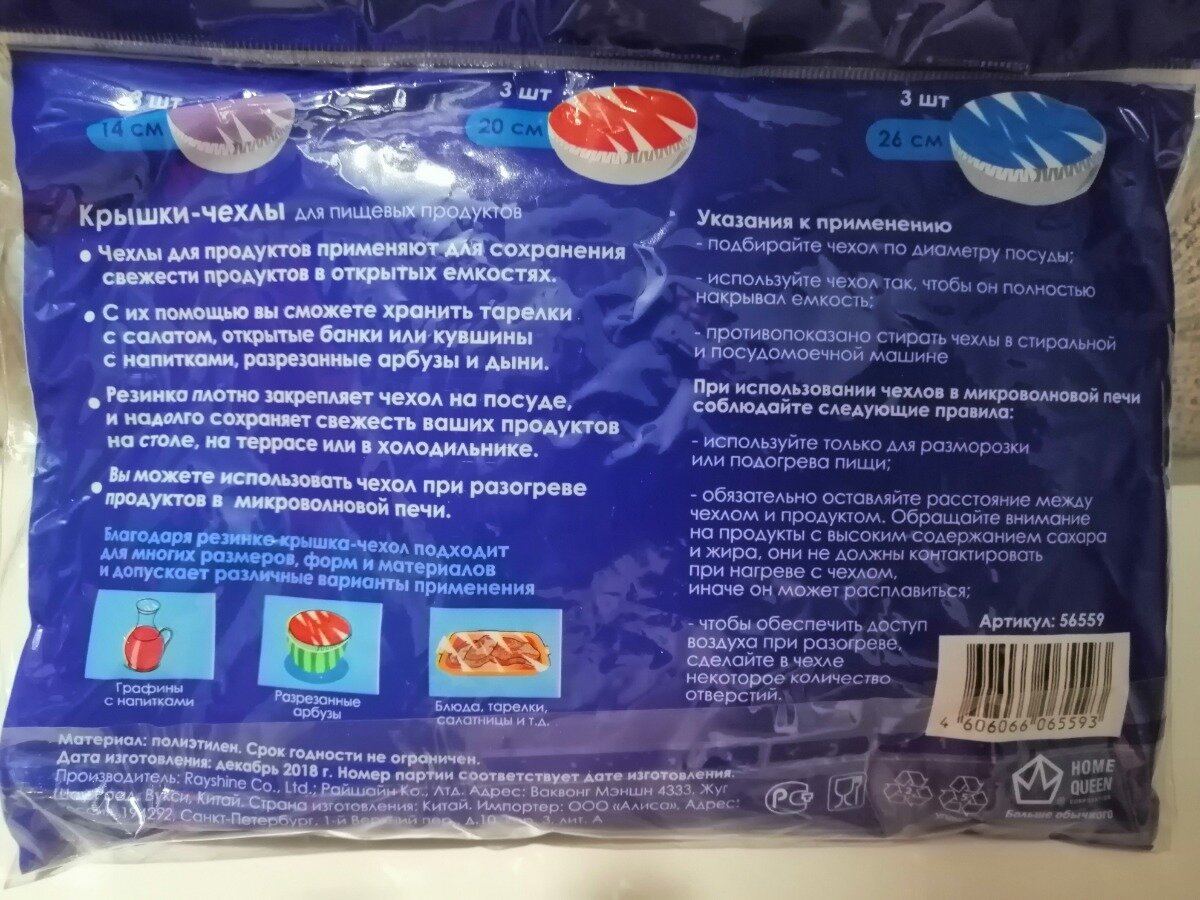 3 шт
14 см
3 шт
20 см
3 шт
26 см
Крышки-чехлы для пищевых продуктов
• Чехлы для продуктов применяют для сохранения
свежести продуктов в открытых емкостях.
• С их помощью вы сможете хранить тарелки
с салатом, открытые банки или кувшины
с напитками, разрезанные арбузы и дыни.
• Резинка плотно закрепляет чехол на посуде,
и надолго сохраняет свежесть ваших продуктов
на столе, на террасе или в холодильнике.
• Вы можете использовать чехол при разогреве
продуктов в микроволновой печи.
Благодаря резинке крышка-чехол подходит
для многих размеров, форм и материалов
и допускает различные варианты применения
Графины
с напитками
Разрезанные
арбузы
Блюда, тарелки,
салатницы и т.д.
Указания к применению
- подбирайте чехол по диаметру посуды;
- используйте чехол так, чтобы он полностью
накрывал емкость;
- противопоказано стирать чехлы в стиральной
и посудомоечной машине
При использовании чехлов в микроволновой печи
соблюдайте следующие правила:
- используйте только для разморозки
или подогрева пищи;
- обязательно оставляйте расстояние между
чехлом и продуктом. Обращайте внимание
на продукты с высоким содержанием сахара
и жира, они не должны контактировать
при нагреве с чехлом,
иначе он может расплавиться;
- чтобы обеспечить доступ
воздуха при разогреве,
сделайте в чехле
некоторое количество
отверстий.
Артикул: 56559
4 606066 065593
Материал: полиэтилен. Срок годности не ограничен.
Дата изготовления: декабрь 2018 г. Номер партии соответствует дате изготовления.
Производитель: Rayshine Co., Ltd.; Райшайн Ко., Лтд. Адрес: Ваквонг Мэншн 4333, Жуг
Вукси, Китай. Страна изготовления: Китай. Импортер: ООО «Алиса». Адрес:
194292, Санкт-Петербург, 1-й Верхний пер., д.10, 3, лит. А
РСТ
HOME
QUEEN
CORPORATION
Больше обычного